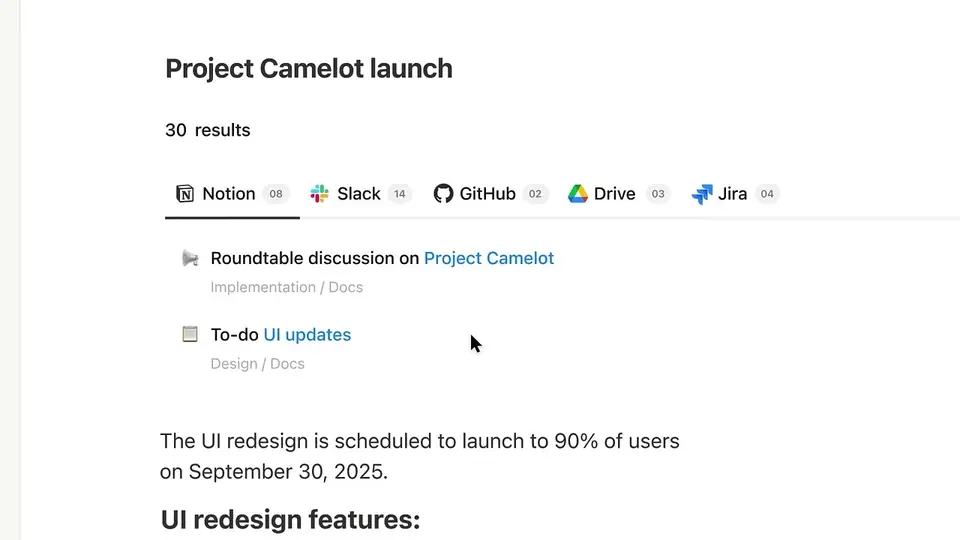 Project Camelot launch
30 results
Notion 08 Slack 14 GitHub 02 Drive 03 Jira 04
Roundtable discussion on Project Camelot
Implementation / Docs
To-do UI updates
Design / Docs
The UI redesign is scheduled to launch to 90% of users
on September 30, 2025.
UI redesign features: